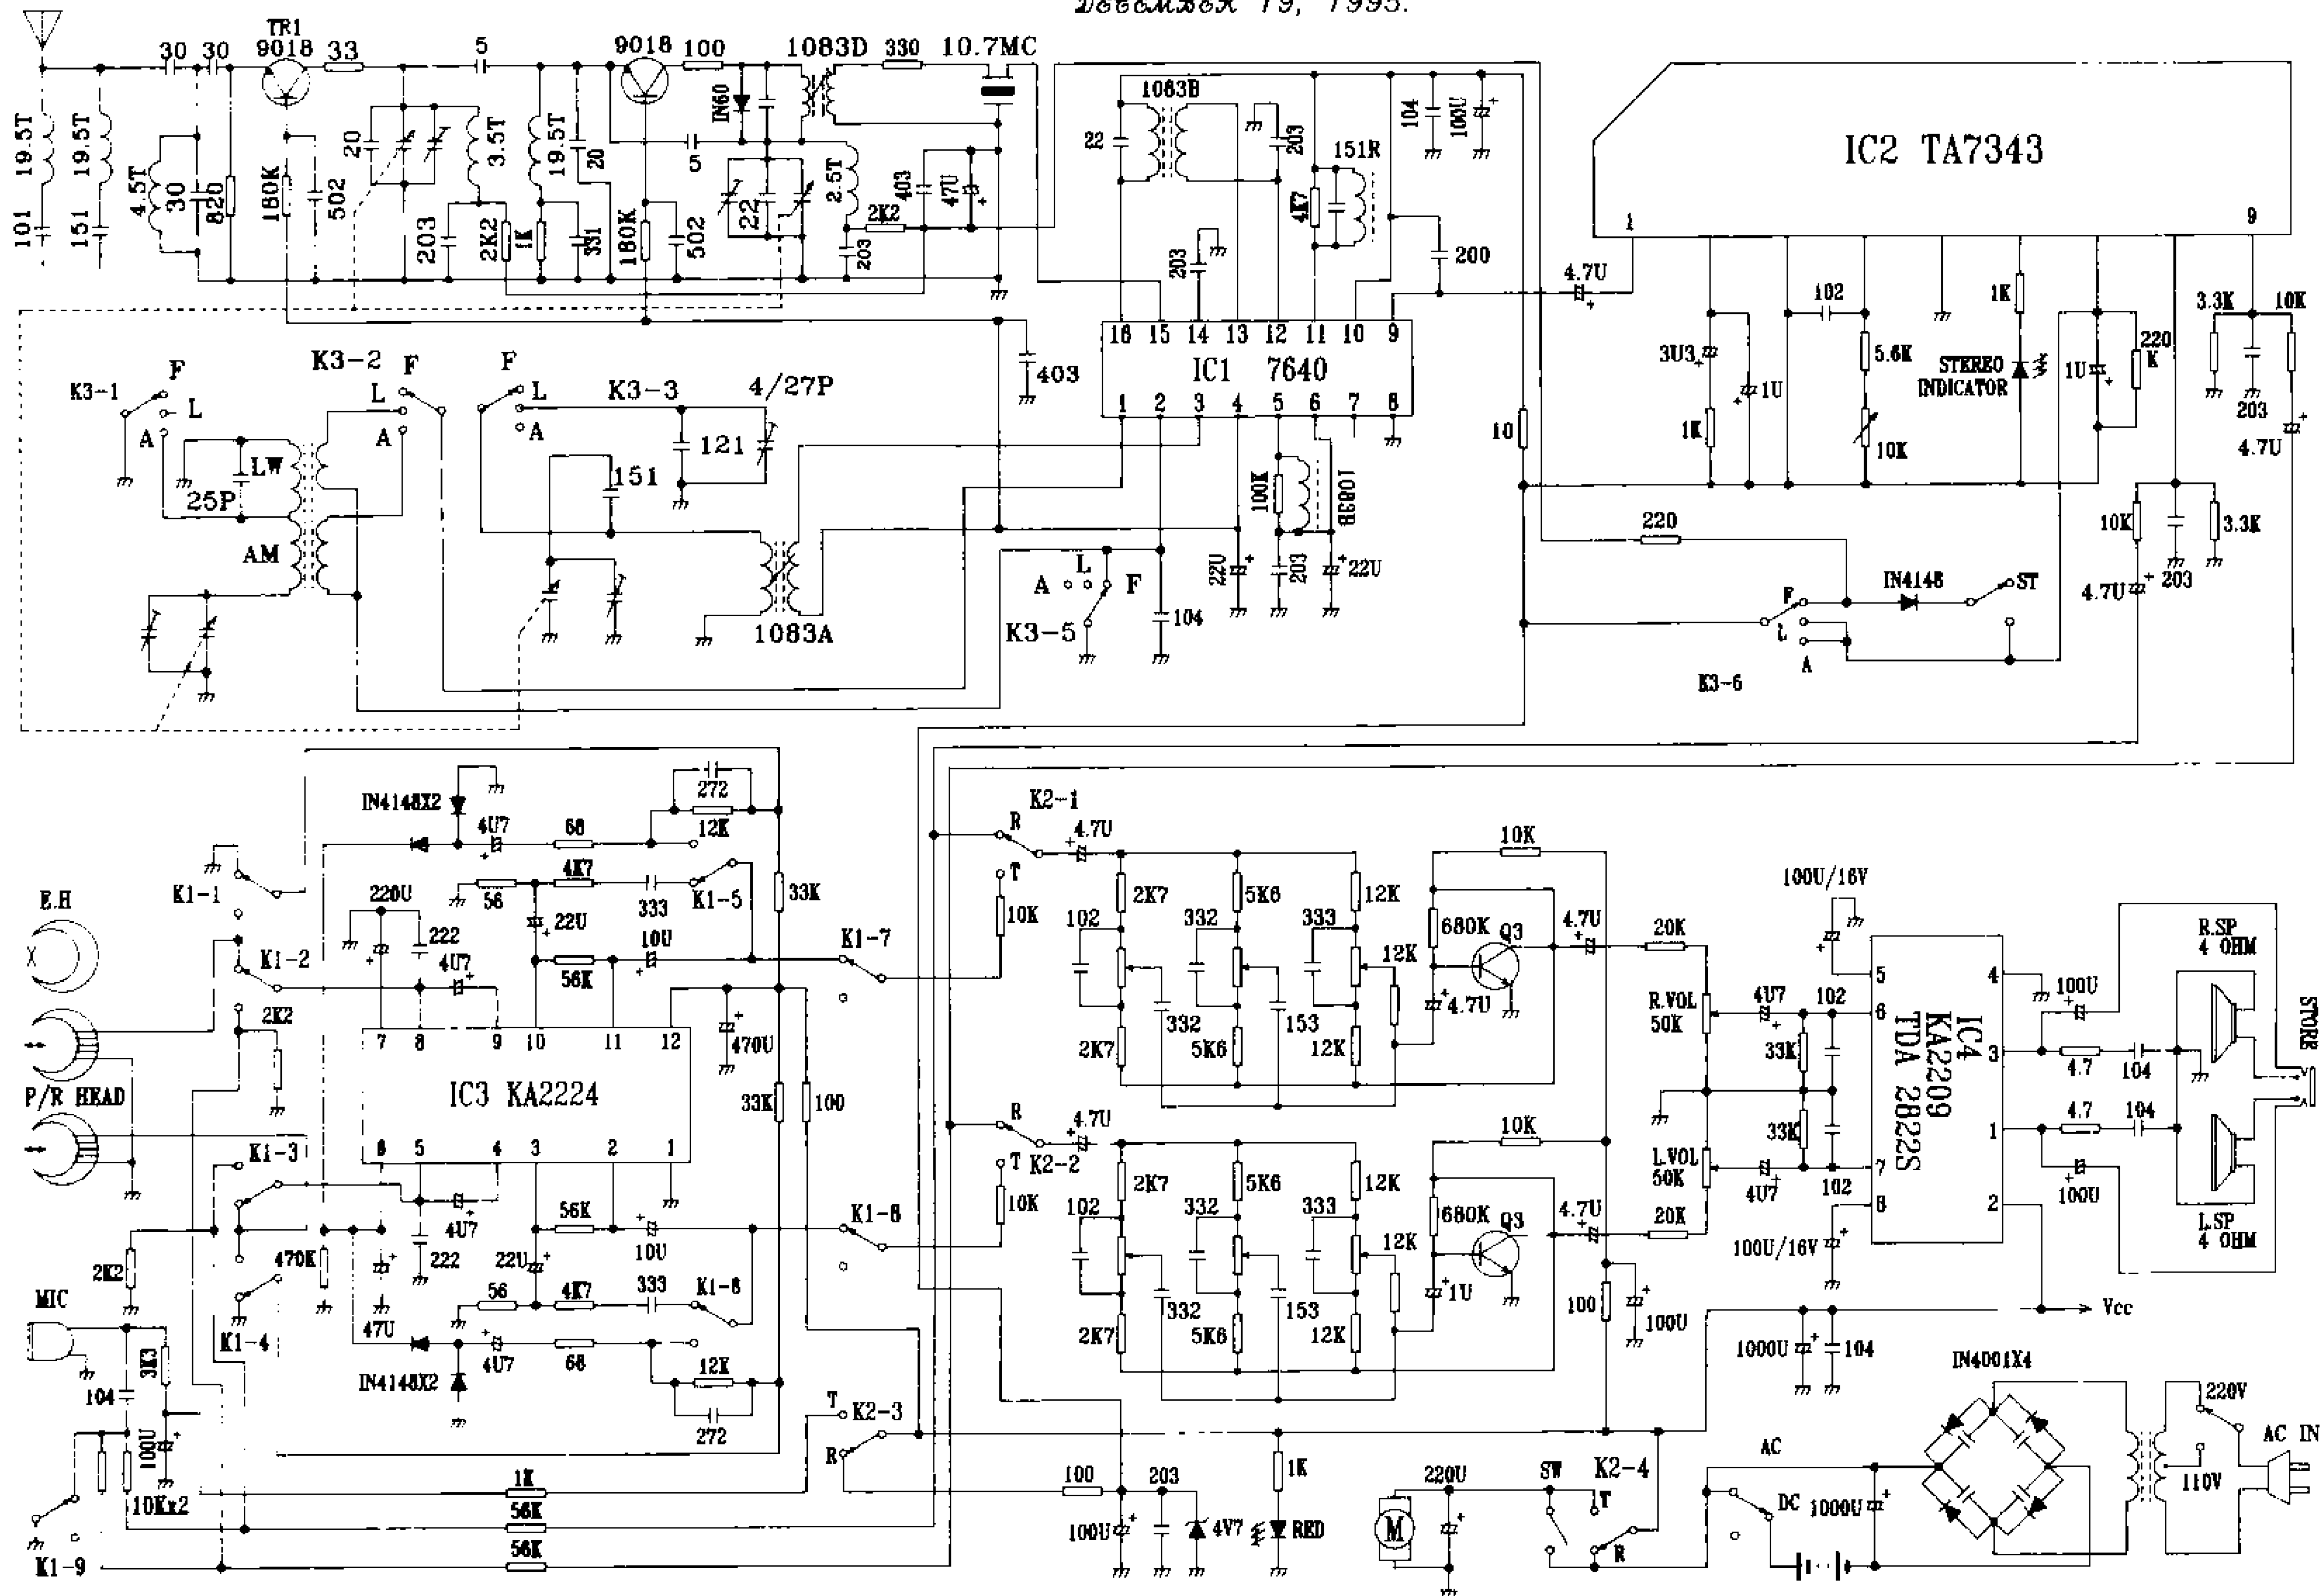 December 19, 1995.
TR1
30 30 9018 33 5 9018 100 1083D 330 10.7MC
IN60
19.5T 19.5T 4.5T 30 820 180K 502 20 3.5T 19.5T 20 5 22 2.5T 403 47U
101 151 203 2K2 1K 331 180K 502 203 2K2
1083B
22 203 151R 104 100U
4K7 203 200 4.7U
IC2 TA7343
1 9
K3-1 F L A
K3-2 F L A
F L A K3-3 4/27P
LW 25P AM
151 121
1083A
403
16 15 14 13 12 11 10 9
IC1 7640
1 2 3 4 5 6 7 8
100K 1083B
22U 203 22U
A L F
K3-5 104
10
3U3 1K 1U
102 5.6K 10K
1K STEREO INDICATOR
1U 220 K
3.3K 203 10K 4.7U
10K 4.7U 203 3.3K
220 IN4148 ST
F L A
K3-6
E.H
P/R HEAD
MIC
K1-1
K1-2
2K2
K1-3
K1-4
IN4148X2 4U7 68 272 12K
220U 222 4U7 56 4K7 333 K1-5 33K
22U 10U 56K
7 8 9 10 11 12
470U
IC3 KA2224
6 5 4 3 2 1
33K 100
470K 47U 4U7 222 22U 56K 10U
56 4K7 333 K1-8
IN4148X2 4U7 68 12K 272
2K2
104 3K3 100U 10Kx2
K1-9
1K
56K
56K
K1-7
K1-6
K2-1 R T 4.7U
10K
102 2K7 332 5K6 333 12K 12K
2K7 332 5K6 153 12K
10K 680K Q3 4.7U 4.7U
20K
R T K2-2 4.7U
10K
102 2K7 332 5K6 333 12K 12K
2K7 332 5K6 153 12K
10K 680K Q3 1U 4.7U
20K
100 100U
T K2-3 R
100 100U 203 4V7 1K RED
M 220U
SW K2-4 T R
R.VOL 50K
L.VOL 50K
4U7 102 33K
33K 4U7 102
100U/16V
100U/16V
5 6 7 8
IC4 KA2209 TDA 2822S
4 3 1 2
100U 4.7 104
4.7 104 100U
R.SP 4 OHM
L.SP 4 OHM
STORE
1000U 104 Vcc
AC DC 1000U
IN4001X4
220V 110V AC IN